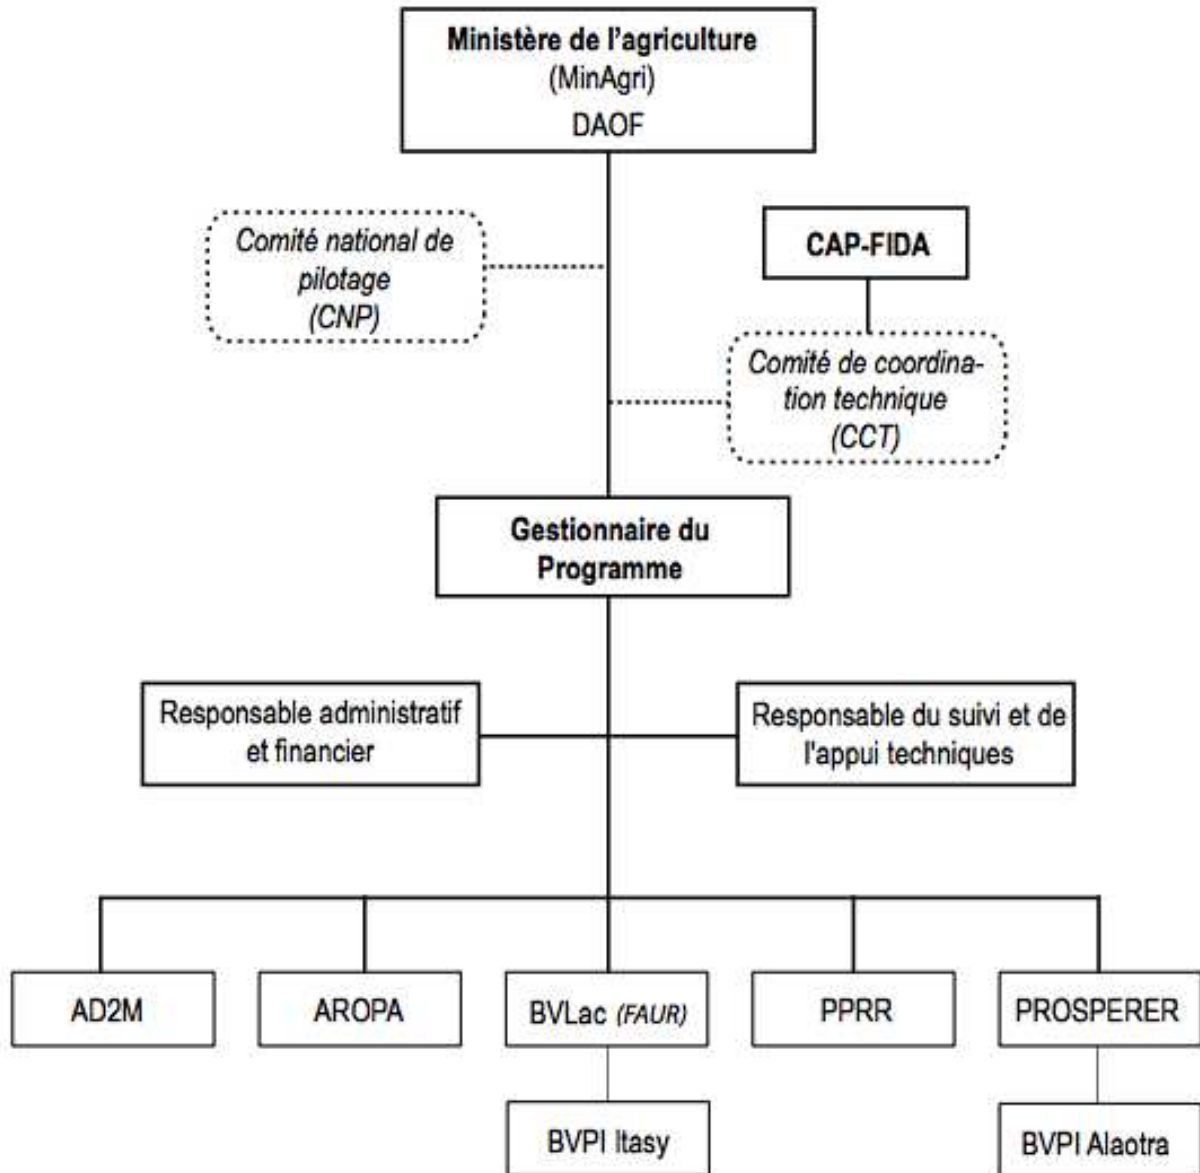 Ministère de l'agriculture
(MinAgri)
DAOF
Comité national de
pilotage
(CNP)
CAP-FIDA
Comité de coordina-
tion technique
(CCT)
Gestionnaire du
Programme
Responsable administratif
et financier
Responsable du suivi et de
l'appui techniques
AD2M
AROPA
BVLac (FAUR)
PPRR
PROSPERER
BVPI Itasy
BVPI Alaotra